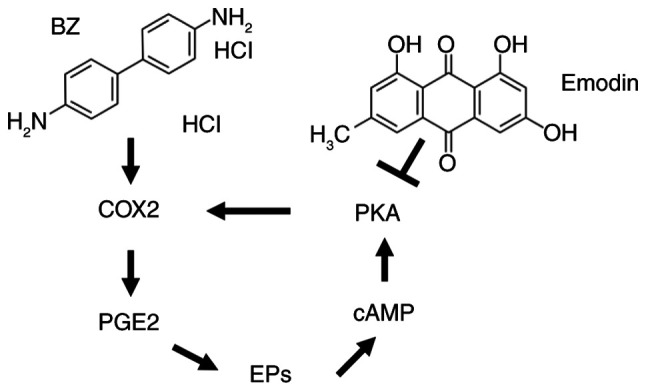 BZ
NH2
HCl
H2N
HCl
OH
O
OH
Emodin
H3C
O
OH
COX2
PKA
PGE2
cAMP
EPs